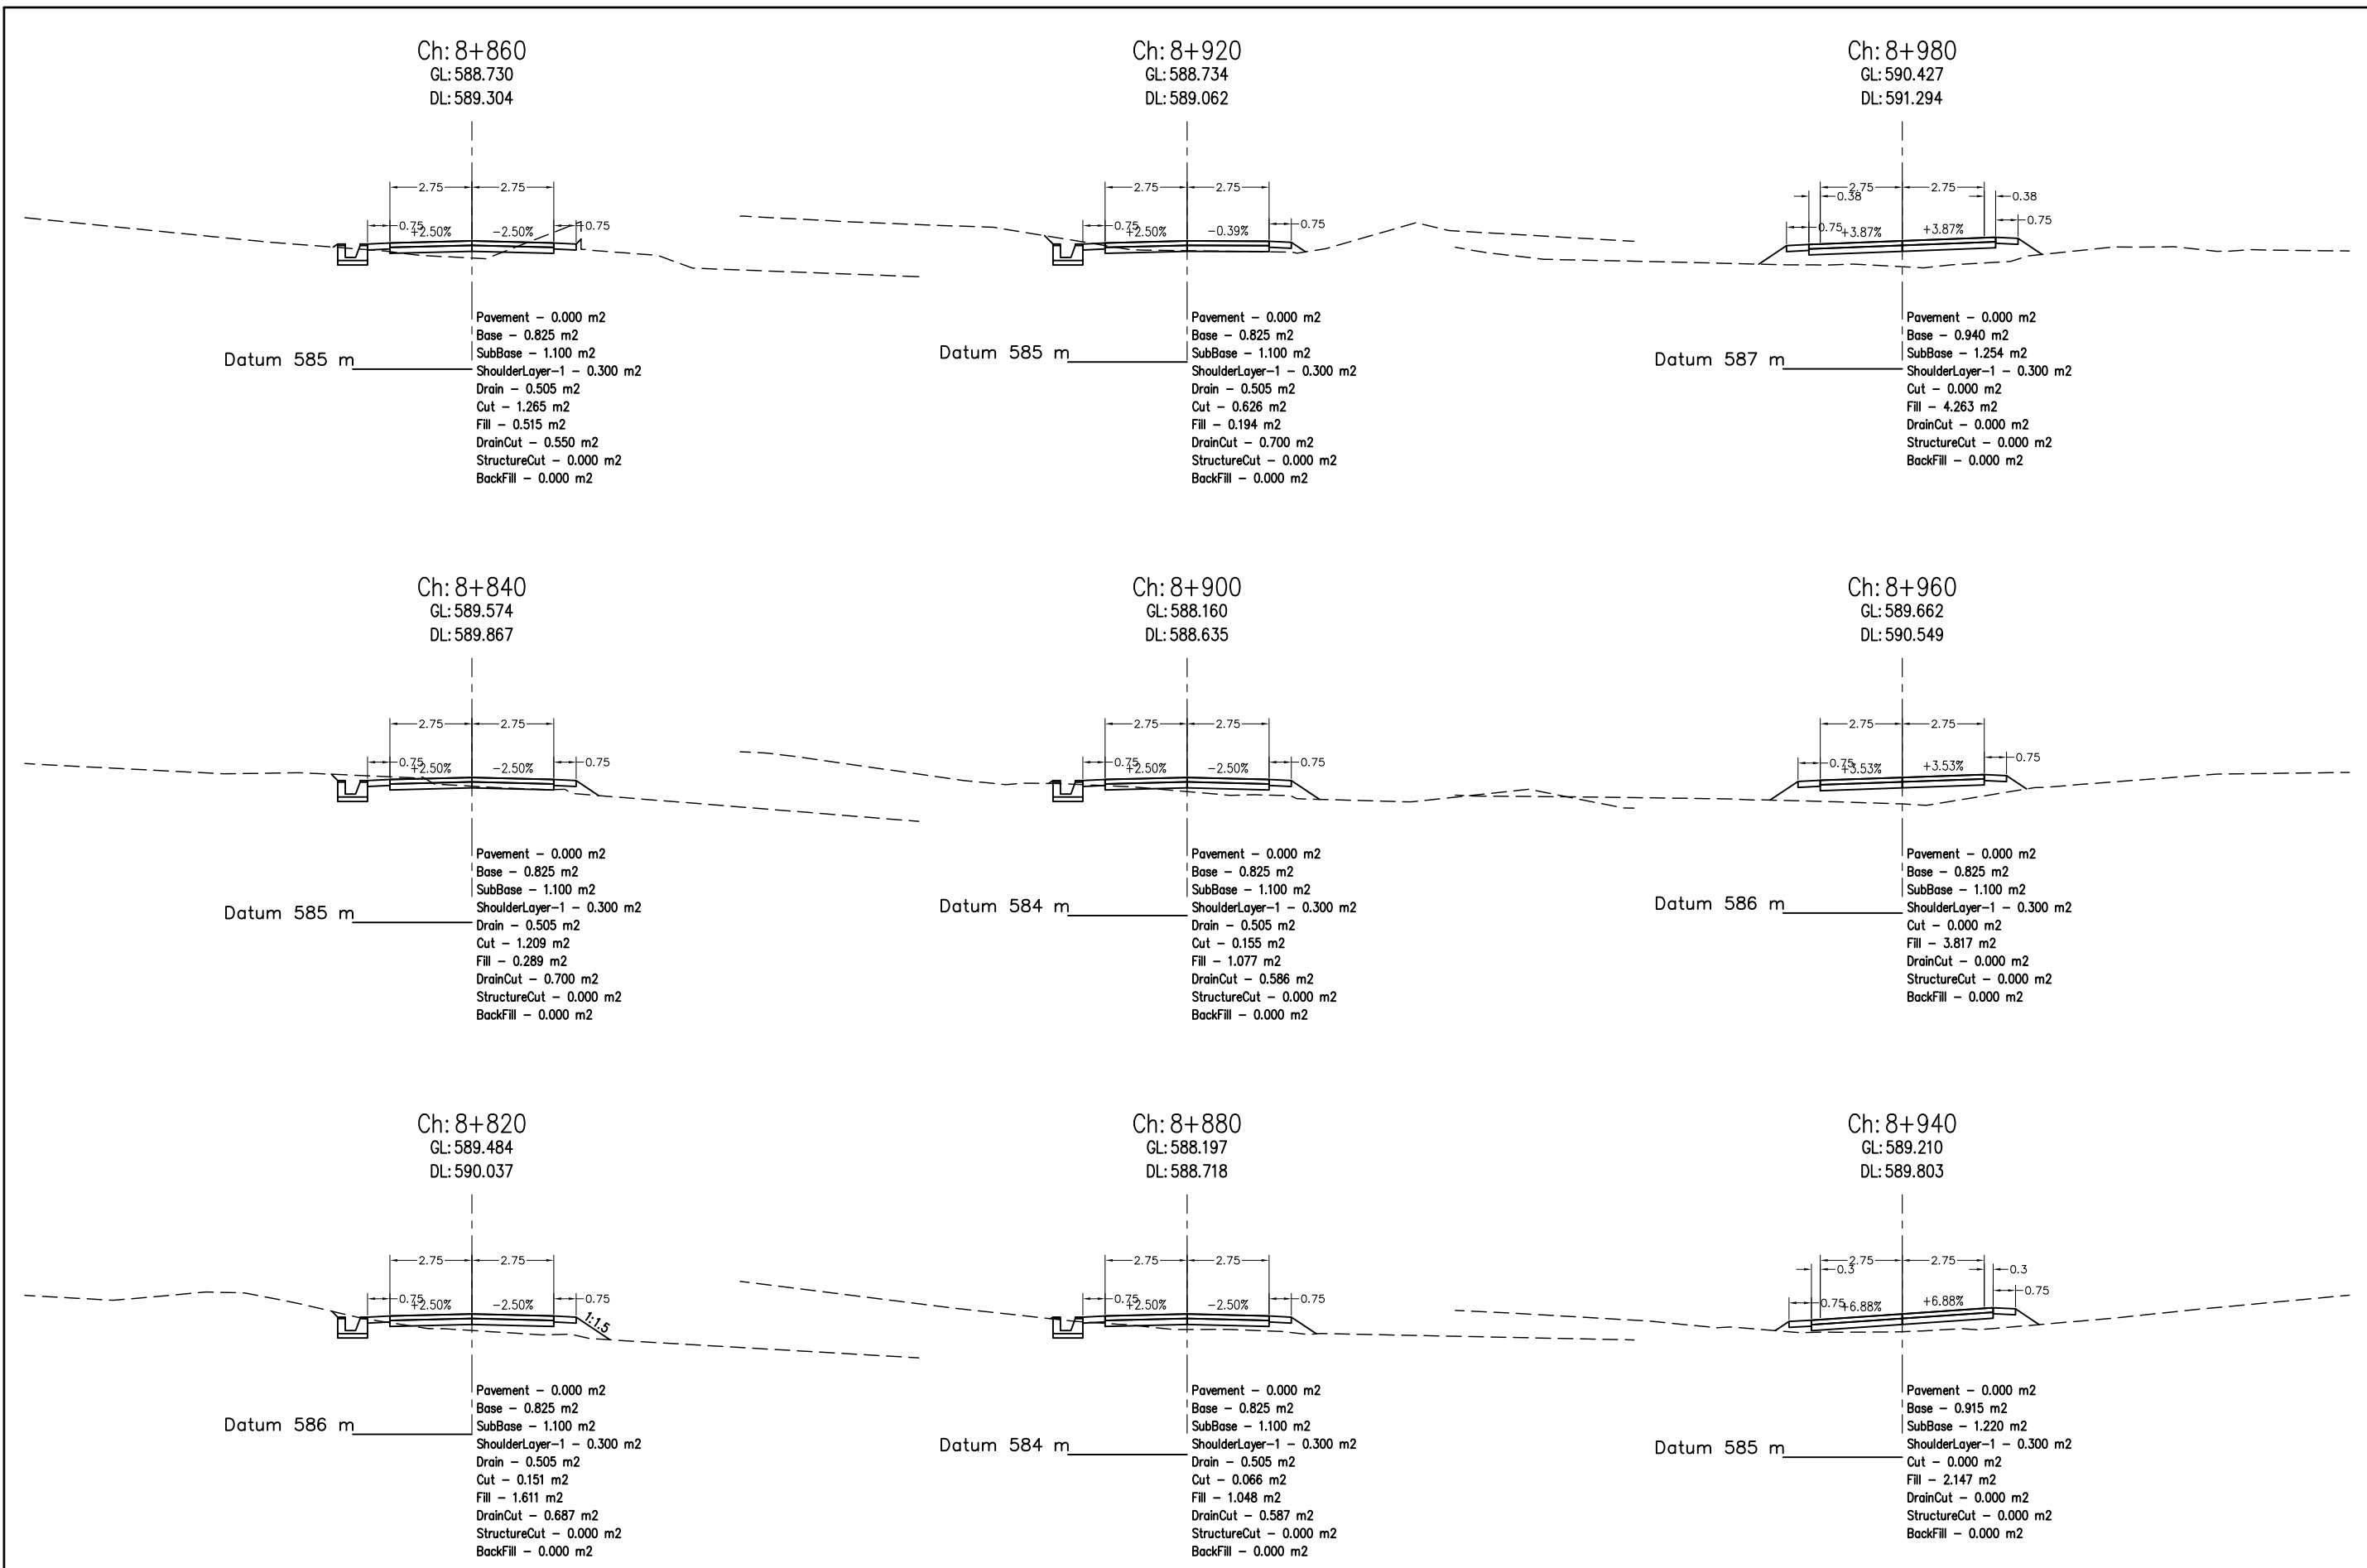 Ch: 8+860
GL: 588.730
DL: 589.304
2.75 2.75
0.75 +2.50% -2.50% 0.75
Datum 585 m
Pavement - 0.000 m2
Base - 0.825 m2
SubBase - 1.100 m2
ShoulderLayer-1 - 0.300 m2
Drain - 0.505 m2
Cut - 1.265 m2
Fill - 0.515 m2
DrainCut - 0.550 m2
StructureCut - 0.000 m2
BackFill - 0.000 m2
Ch: 8+920
GL: 588.734
DL: 589.062
2.75 2.75
0.75 +2.50% -0.39% 0.75
Datum 585 m
Pavement - 0.000 m2
Base - 0.825 m2
SubBase - 1.100 m2
ShoulderLayer-1 - 0.300 m2
Drain - 0.505 m2
Cut - 0.626 m2
Fill - 0.194 m2
DrainCut - 0.700 m2
StructureCut - 0.000 m2
BackFill - 0.000 m2
Ch: 8+980
GL: 590.427
DL: 591.294
2.75 2.75
0.38 0.38
0.75 +3.87% +3.87% 0.75
Datum 587 m
Pavement - 0.000 m2
Base - 0.940 m2
SubBase - 1.254 m2
ShoulderLayer-1 - 0.300 m2
Cut - 0.000 m2
Fill - 4.263 m2
DrainCut - 0.000 m2
StructureCut - 0.000 m2
BackFill - 0.000 m2
Ch: 8+840
GL: 589.574
DL: 589.867
2.75 2.75
0.75 +2.50% -2.50% 0.75
Datum 585 m
Pavement - 0.000 m2
Base - 0.825 m2
SubBase - 1.100 m2
ShoulderLayer-1 - 0.300 m2
Drain - 0.505 m2
Cut - 1.209 m2
Fill - 0.289 m2
DrainCut - 0.700 m2
StructureCut - 0.000 m2
BackFill - 0.000 m2
Ch: 8+900
GL: 588.160
DL: 588.635
2.75 2.75
0.75 +2.50% -2.50% 0.75
Datum 584 m
Pavement - 0.000 m2
Base - 0.825 m2
SubBase - 1.100 m2
ShoulderLayer-1 - 0.300 m2
Drain - 0.505 m2
Cut - 0.155 m2
Fill - 1.077 m2
DrainCut - 0.586 m2
StructureCut - 0.000 m2
BackFill - 0.000 m2
Ch: 8+960
GL: 589.662
DL: 590.549
2.75 2.75
0.75 +3.53% +3.53% 0.75
Datum 586 m
Pavement - 0.000 m2
Base - 0.825 m2
SubBase - 1.100 m2
ShoulderLayer-1 - 0.300 m2
Cut - 0.000 m2
Fill - 3.817 m2
DrainCut - 0.000 m2
StructureCut - 0.000 m2
BackFill - 0.000 m2
Ch: 8+820
GL: 589.484
DL: 590.037
2.75 2.75
0.75 +2.50% -2.50% 0.75
1:1.5
Datum 586 m
Pavement - 0.000 m2
Base - 0.825 m2
SubBase - 1.100 m2
ShoulderLayer-1 - 0.300 m2
Drain - 0.505 m2
Cut - 0.151 m2
Fill - 1.611 m2
DrainCut - 0.687 m2
StructureCut - 0.000 m2
BackFill - 0.000 m2
Ch: 8+880
GL: 588.197
DL: 588.718
2.75 2.75
0.75 +2.50% -2.50% 0.75
Datum 584 m
Pavement - 0.000 m2
Base - 0.825 m2
SubBase - 1.100 m2
ShoulderLayer-1 - 0.300 m2
Drain - 0.505 m2
Cut - 0.066 m2
Fill - 1.048 m2
DrainCut - 0.587 m2
StructureCut - 0.000 m2
BackFill - 0.000 m2
Ch: 8+940
GL: 589.210
DL: 589.803
2.75 2.75
0.3 0.3
0.75 +6.88% +6.88% 0.75
Datum 585 m
Pavement - 0.000 m2
Base - 0.915 m2
SubBase - 1.220 m2
ShoulderLayer-1 - 0.300 m2
Cut - 0.000 m2
Fill - 2.147 m2
DrainCut - 0.000 m2
StructureCut - 0.000 m2
BackFill - 0.000 m2